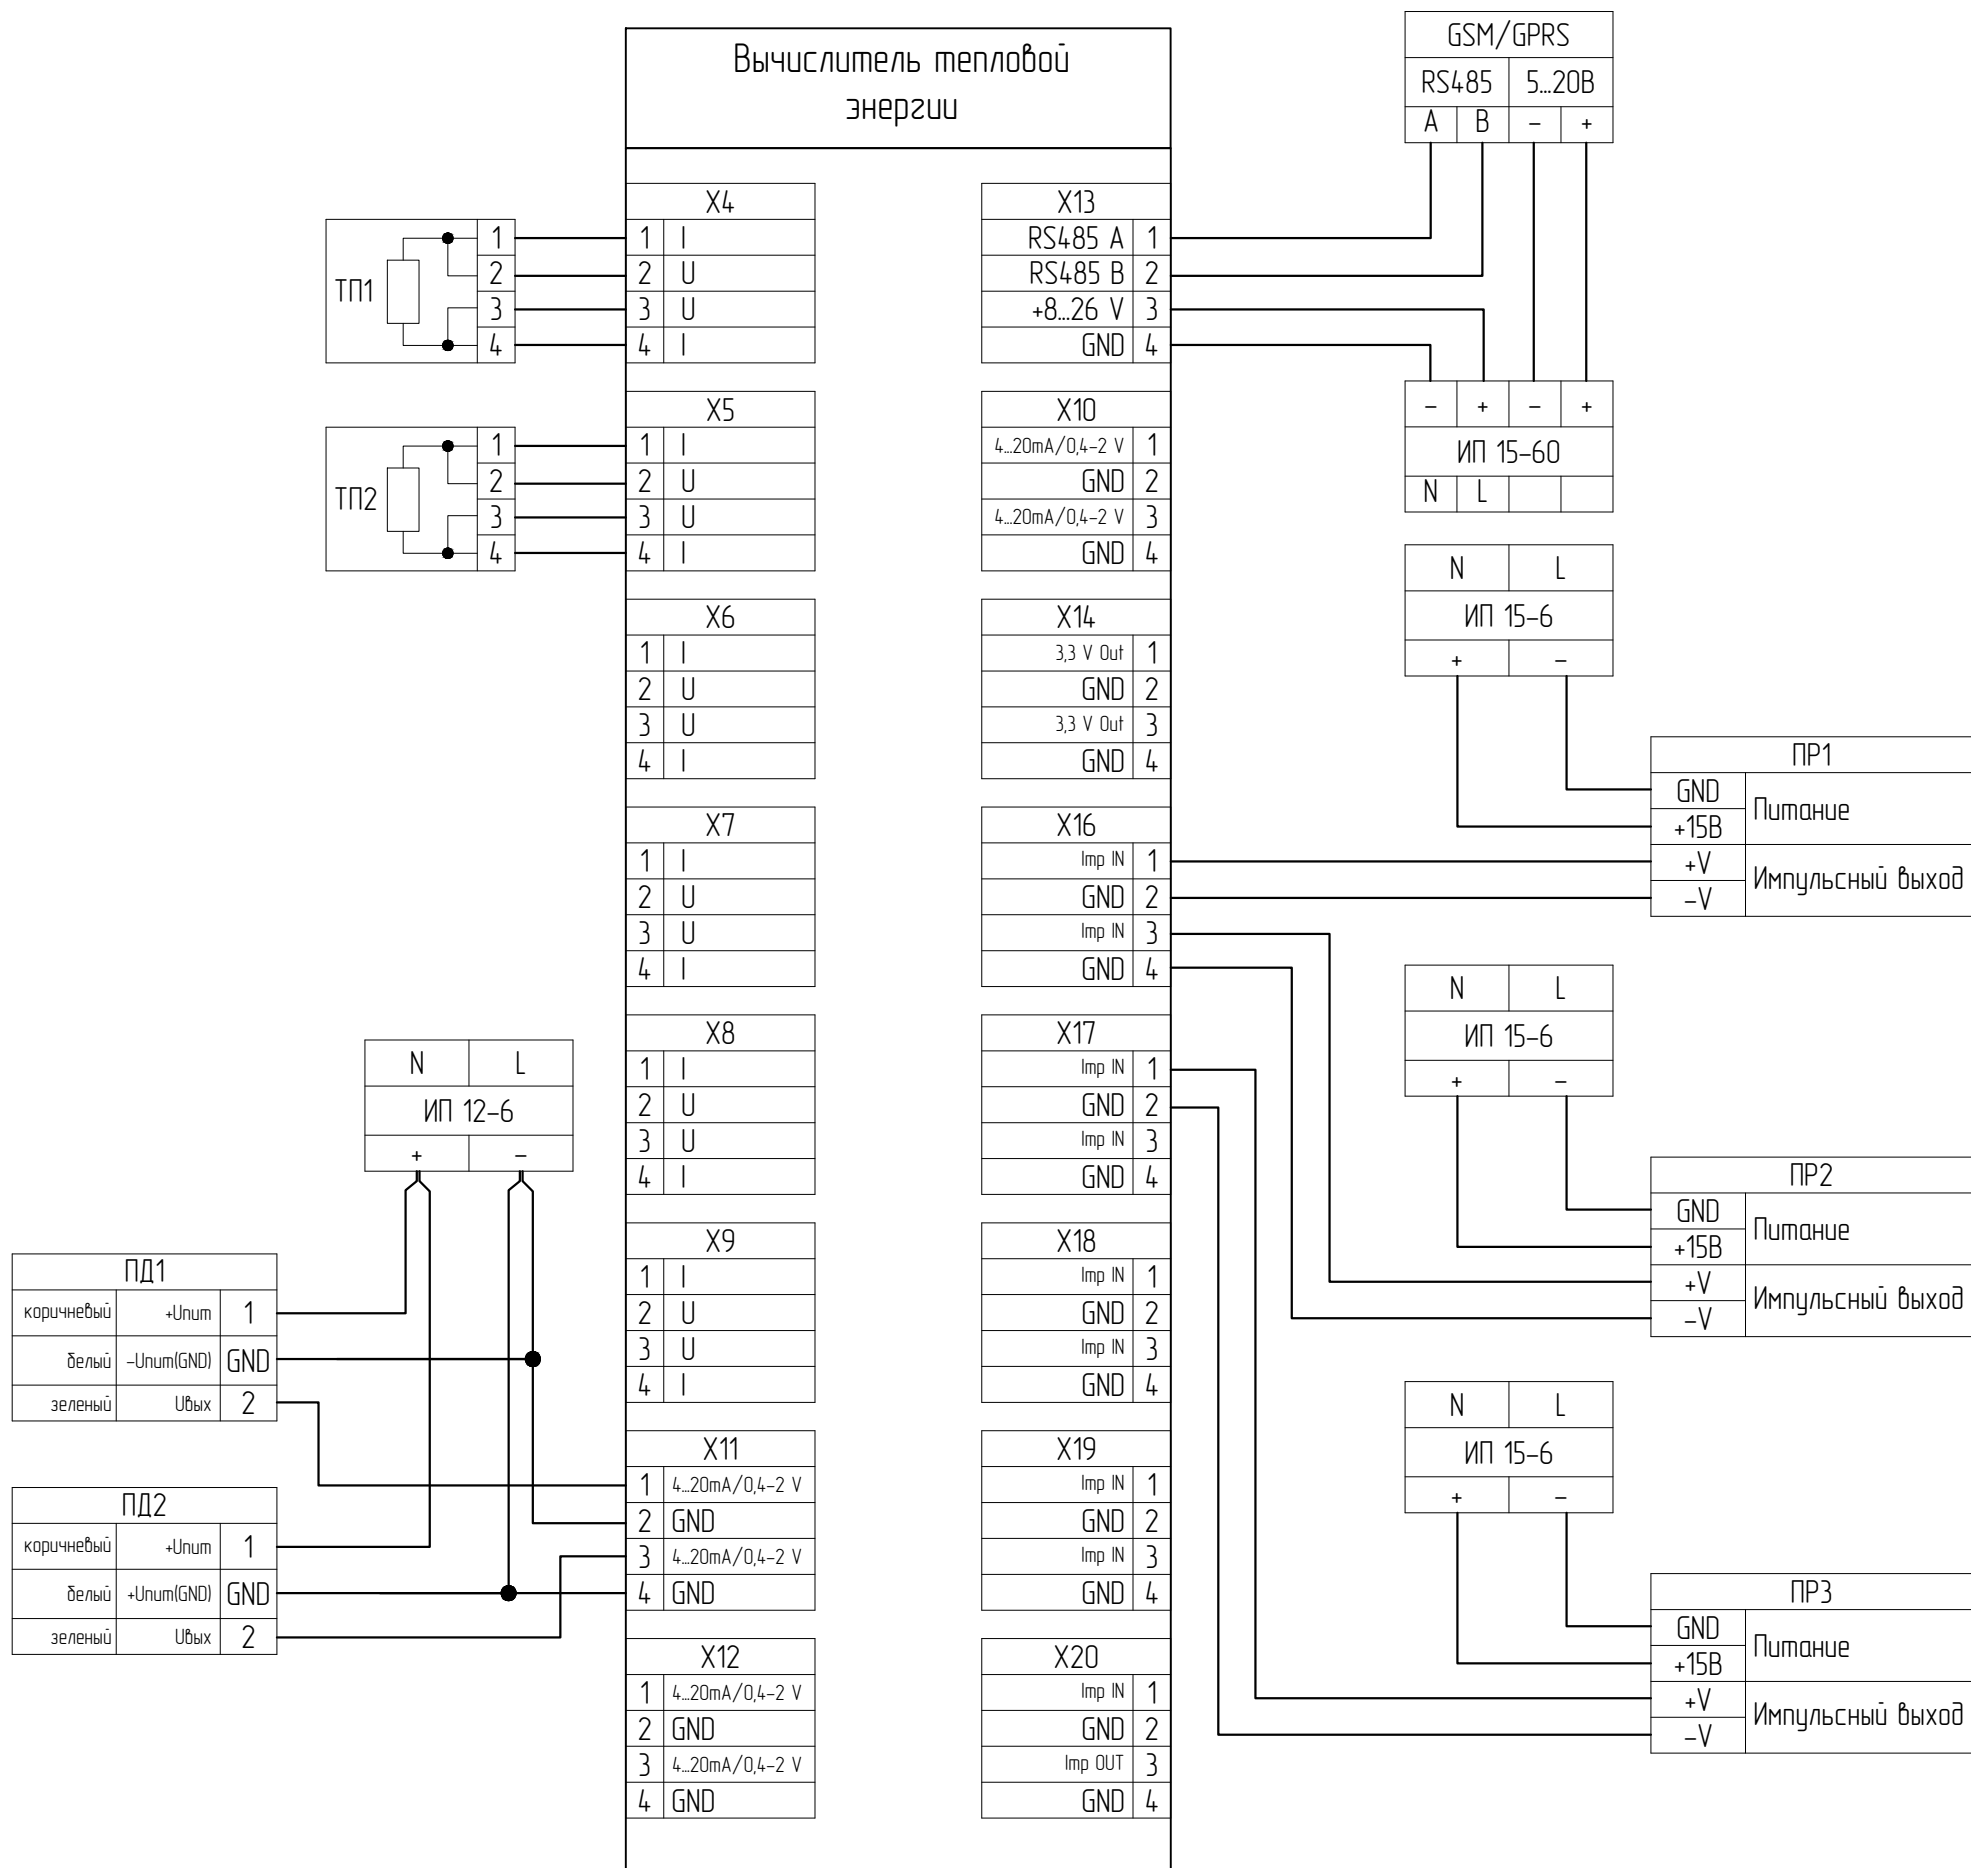 Вычислитель тепловой
энергии
GSM/GPRS
RS485 5...20В
A B – +
ТП1
1
2
3
4
X4
1 I
2 U
3 U
4 I
ТП2
1
2
3
4
X5
1 I
2 U
3 U
4 I
X6
1 I
2 U
3 U
4 I
X7
1 I
2 U
3 U
4 I
X8
1 I
2 U
3 U
4 I
X9
1 I
2 U
3 U
4 I
X11
1 4...20mA/0,4–2 V
2 GND
3 4...20mA/0,4–2 V
4 GND
X12
1 4...20mA/0,4–2 V
2 GND
3 4...20mA/0,4–2 V
4 GND
N L
ИП 12–6
+ –
ПД1
коричневый +Uпит 1
белый –Uпит(GND) GND
зеленый Uвых 2
ПД2
коричневый +Uпит 1
белый +Uпит(GND) GND
зеленый Uвых 2
X13
RS485 A 1
RS485 B 2
+8...26 V 3
GND 4
X10
4...20mA/0,4–2 V 1
GND 2
4...20mA/0,4–2 V 3
GND 4
X14
3,3 V Out 1
GND 2
3,3 V Out 3
GND 4
X16
Imp IN 1
GND 2
Imp IN 3
GND 4
X17
Imp IN 1
GND 2
Imp IN 3
GND 4
X18
Imp IN 1
GND 2
Imp IN 3
GND 4
X19
Imp IN 1
GND 2
Imp IN 3
GND 4
X20
Imp IN 1
GND 2
Imp OUT 3
GND 4
– + – +
ИП 15–60
N L
N L
ИП 15–6
+ –
ПР1
GND
+15В
Питание
+V
–V
Импульсный выход
N L
ИП 15–6
+ –
ПР2
GND
+15В
Питание
+V
–V
Импульсный выход
N L
ИП 15–6
+ –
ПР3
GND
+15В
Питание
+V
–V
Импульсный выход